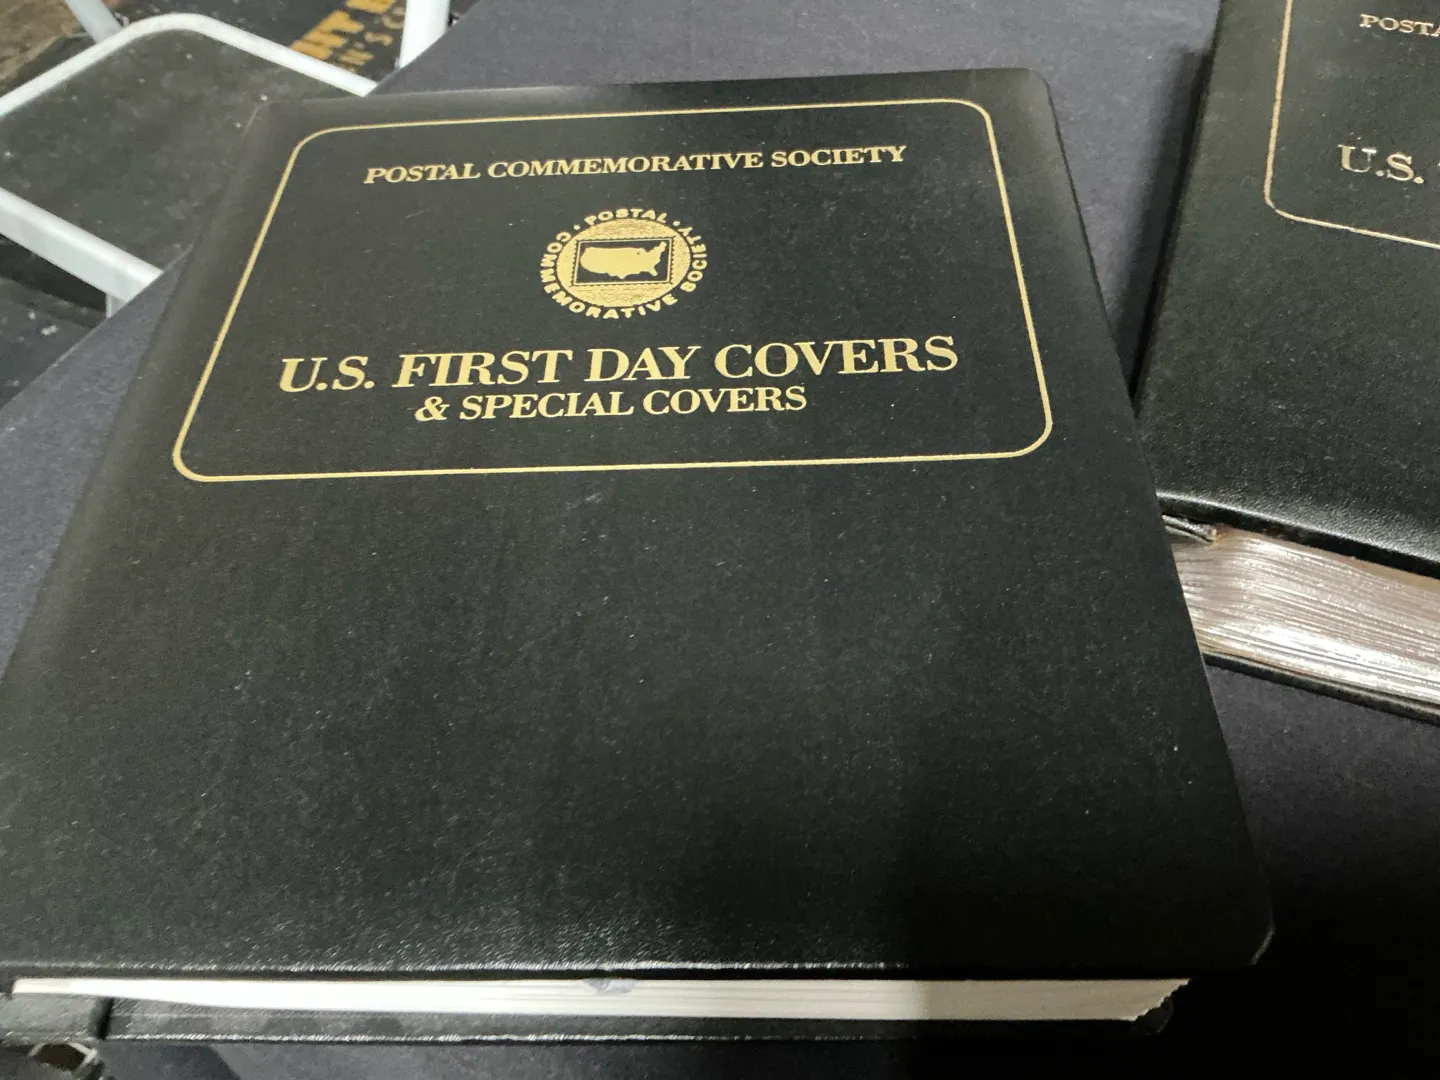 POSTAL COMMEMORATIVE SOCIETY
· POSTAL · COMMEMORATIVE SOCIETY
U.S. FIRST DAY COVERS
& SPECIAL COVERS
U.S.